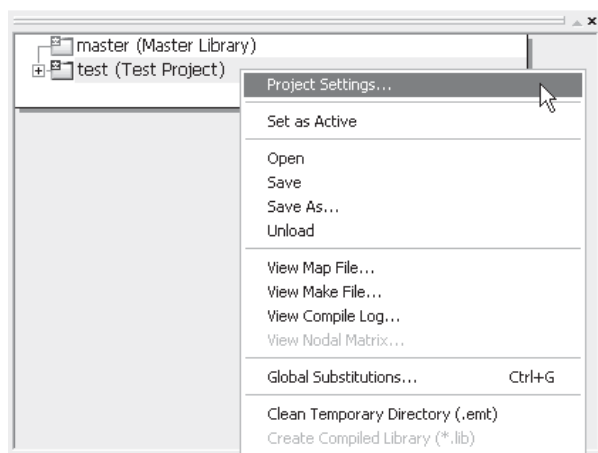 master (Master Library)
test (Test Project)
Project Settings...
Set as Active
Open
Save
Save As...
Unload
View Map File...
View Make File...
View Compile Log...
View Nodal Matrix...
Global Substitutions... Ctrl+G
Clean Temporary Directory (.emt)
Create Compiled Library (*.lib)